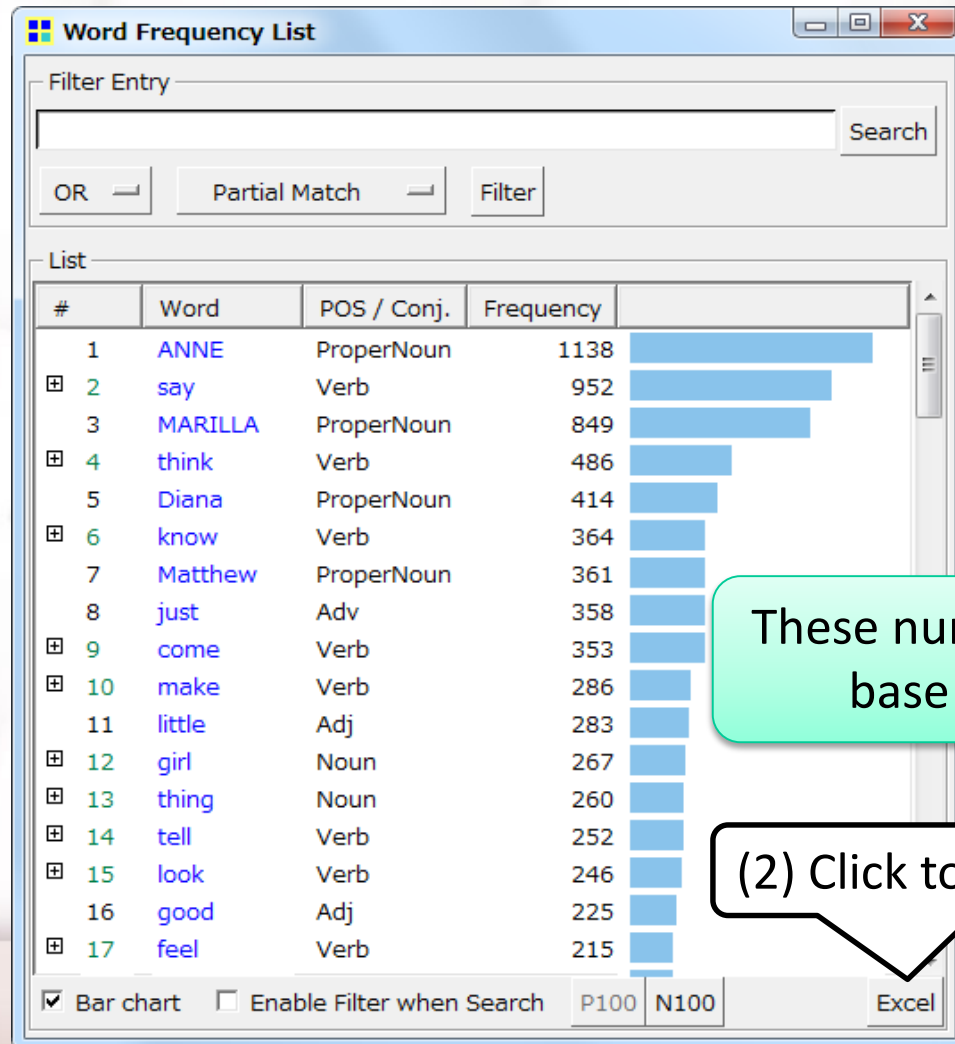 Word Frequency List
Filter Entry
Search
OR Partial Match Filter
List
# Word POS / Conj. Frequency
1 ANNE ProperNoun 1138
2 say Verb 952
3 MARILLA ProperNoun 849
4 think Verb 486
5 Diana ProperNoun 414
6 know Verb 364
7 Matthew ProperNoun 361
8 just Adv 358
9 come Verb 353
10 make Verb 286
11 little Adj 283
12 girl Noun 267
13 thing Noun 260
14 tell Verb 252
15 look Verb 246
16 good Adj 225
17 feel Verb 215
These
base
(2) Click
Bar chart Enable Filter when Search P100 N100 Excel